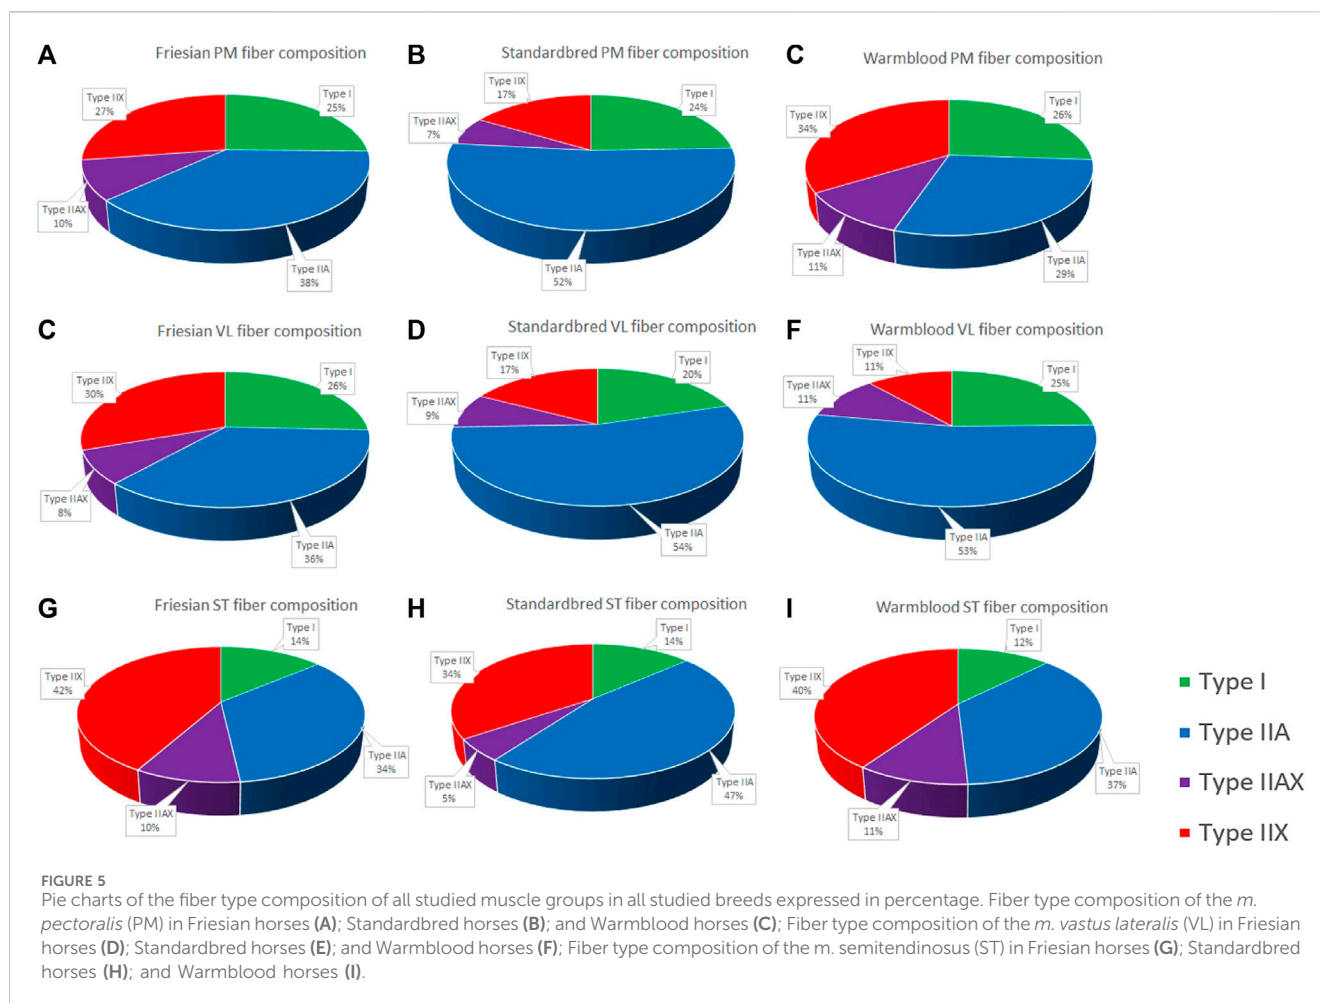 A
Friesian PM fiber composition
Type IIX
27%
Type I
25%
Type IIAX
10%
Type IIA
38%
B
Standardbred PM fiber composition
Type IIX
17%
Type I
24%
Type IIAX
7%
Type IIA
52%
C
Warmblood PM fiber composition
Type IIX
34%
Type I
26%
Type IIAX
11%
Type IIA
29%
C
Friesian VL fiber composition
Type IIX
30%
Type I
26%
Type IIAX
8%
Type IIA
36%
D
Standardbred VL fiber composition
Type IIX
17%
Type I
20%
Type IIAX
9%
Type IIA
54%
F
Warmblood VL fiber composition
Type IIX
11%
Type I
25%
Type IIAX
11%
Type IIA
53%
G
Friesian ST fiber composition
Type I
14%
Type IIX
42%
Type IIA
34%
Type IIAX
10%
H
Standardbred ST fiber composition
Type I
14%
Type IIX
34%
Type IIAX
5%
Type IIA
47%
I
Warmblood ST fiber composition
Type I
12%
Type IIX
40%
Type IIA
37%
Type IIAX
11%
Type I
Type IIA
Type IIAX
Type IIX
FIGURE 5
Pie charts of the fiber type composition of all studied muscle groups in all studied breeds expressed in percentage. Fiber type composition of the m.
pectoralis (PM) in Friesian horses (A); Standardbred horses (B); and Warmblood horses (C); Fiber type composition of the m. vastus lateralis (VL) in Friesian
horses (D); Standardbred horses (E); and Warmblood horses (F); Fiber type composition of the m. semitendinosus (ST) in Friesian horses (G); Standardbred
horses (H); and Warmblood horses (I).